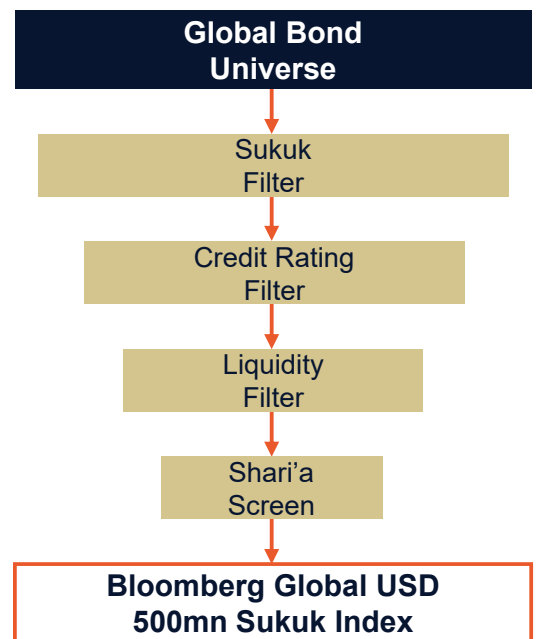 Global Bond
Universe
Sukuk
Filter
Credit Rating
Filter
Liquidity
Filter
Shari’a
Screen
Bloomberg Global USD
500mn Sukuk Index